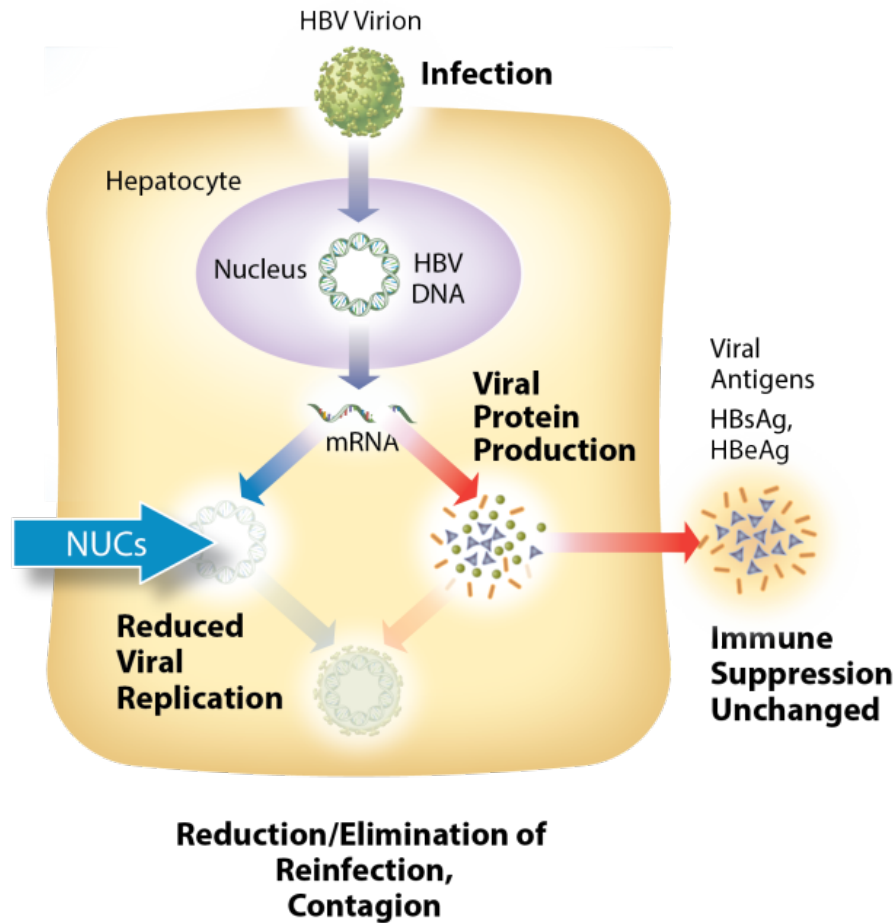 HBV Virion
Infection
Hepatocyte
Nucleus
HBV
DNA
mRNA
Viral
Protein
Production
Viral
Antigens
HBsAg,
HBeAg
NUCs
Reduced
Viral
Replication
Immune
Suppression
Unchanged
Reduction/Elimination of
Reinfection,
Contagion